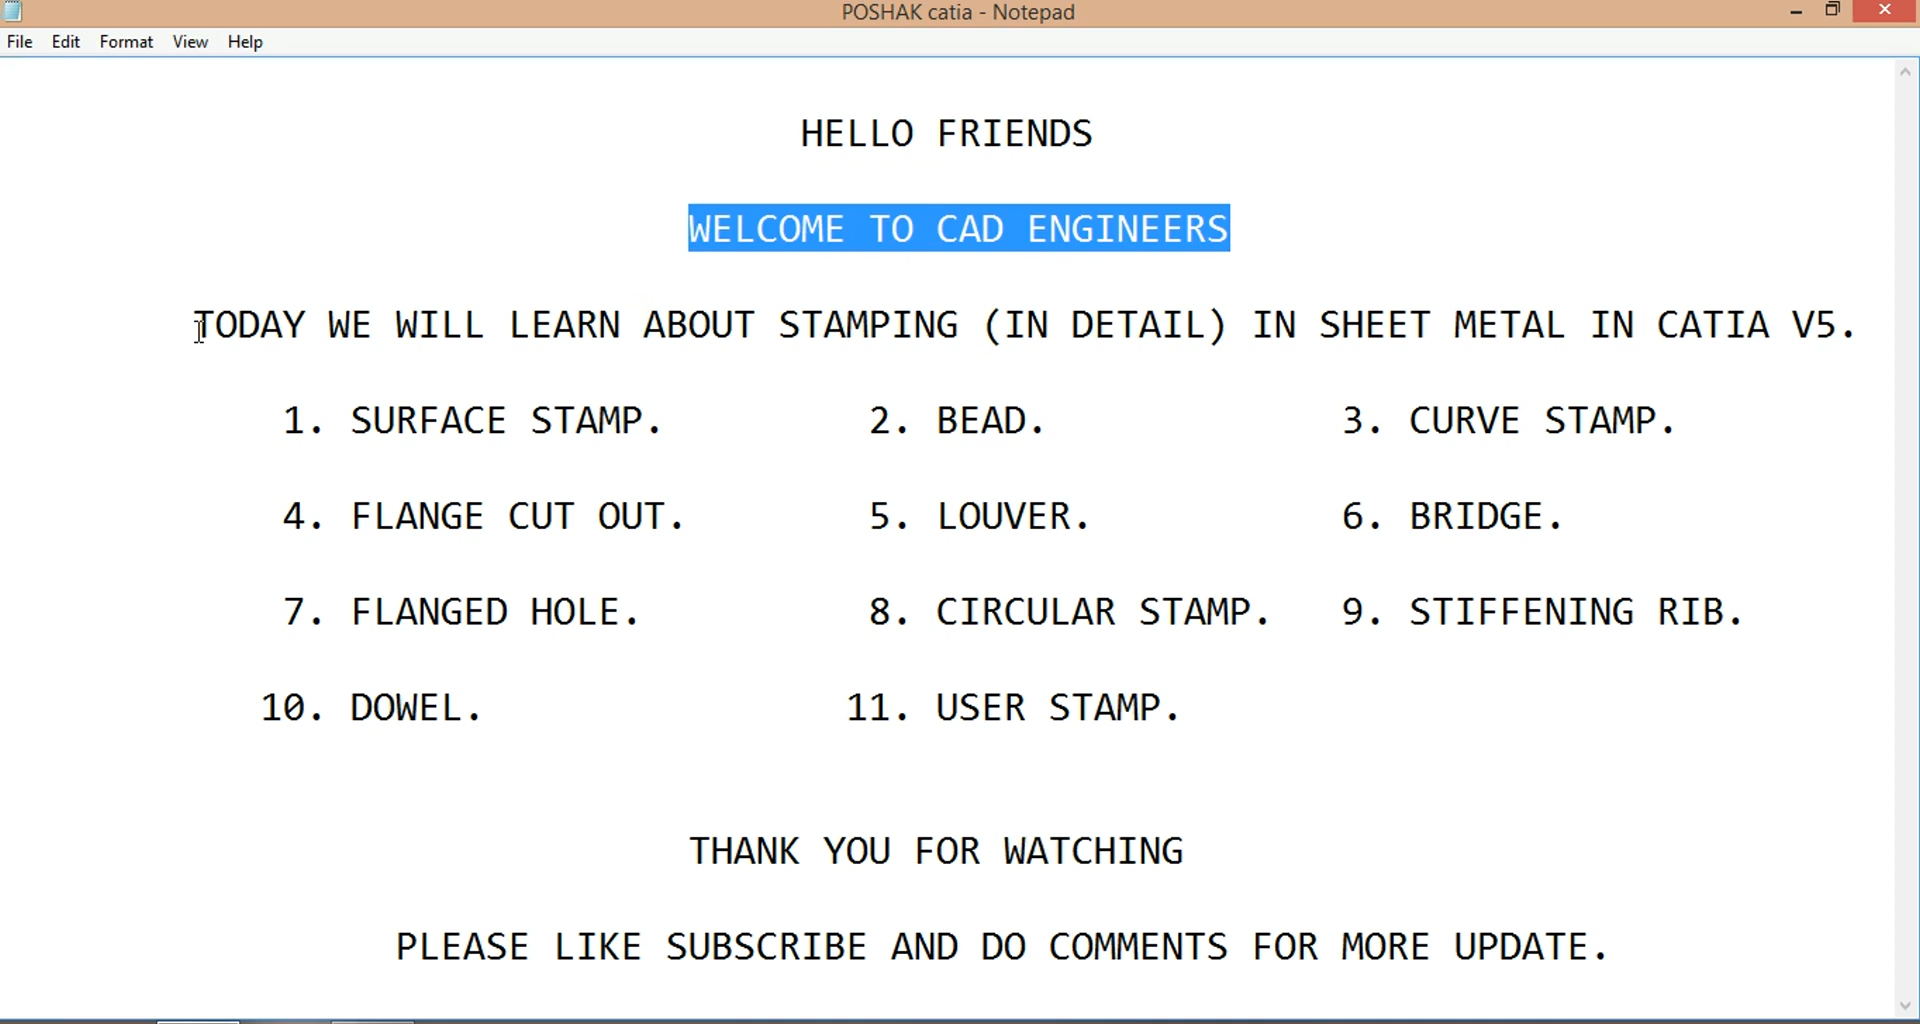 POSHAK catia - Notepad
File Edit Format View Help
HELLO FRIENDS
WELCOME TO CAD ENGINEERS
TODAY WE WILL LEARN ABOUT STAMPING (IN DETAIL) IN SHEET METAL IN CATIA V5.
1. SURFACE STAMP. 2. BEAD. 3. CURVE STAMP.
4. FLANGE CUT OUT. 5. LOUVER. 6. BRIDGE.
7. FLANGED HOLE. 8. CIRCULAR STAMP. 9. STIFFENING RIB.
10. DOWEL. 11. USER STAMP.
THANK YOU FOR WATCHING
PLEASE LIKE SUBSCRIBE AND DO COMMENTS FOR MORE UPDATE.